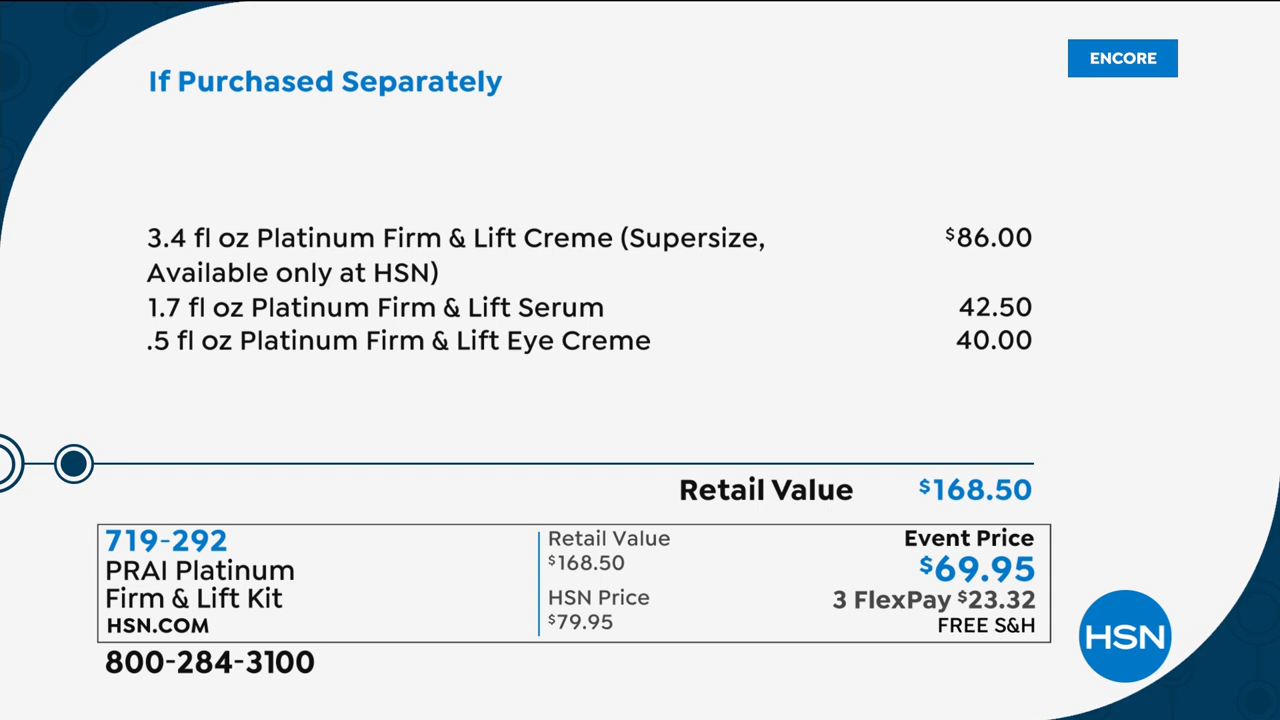 ENCORE
If Purchased Separately
3.4 fl oz Platinum Firm & Lift Creme (Supersize, $86.00
Available only at HSN)
1.7 fl oz Platinum Firm & Lift Serum 42.50
.5 fl oz Platinum Firm & Lift Eye Creme 40.00
Retail Value $168.50
719-292
PRAI Platinum
Firm & Lift Kit
HSN.COM
Retail Value
$168.50
HSN Price
$79.95
Event Price
$69.95
3 FlexPay $23.32
FREE S&H
800-284-3100
HSN